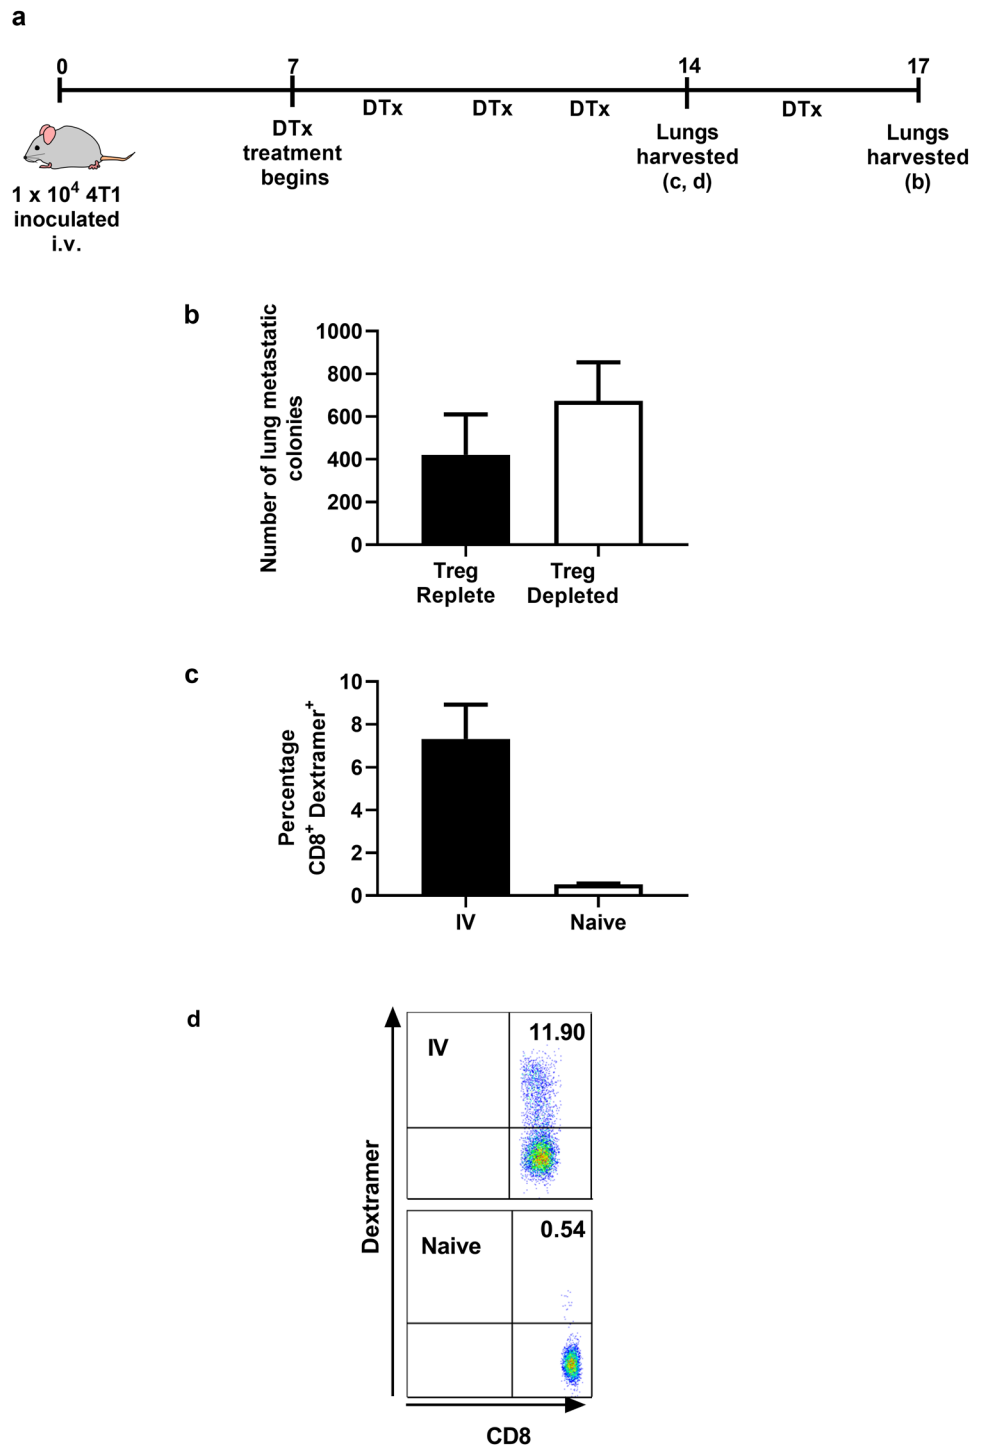 a
0 7 14 17
DTx DTx DTx DTx
DTx
treatment
begins
Lungs
harvested
(c, d)
Lungs
harvested
(b)
1 x 10⁴ 4T1
inoculated
i.v.
b
Number of lung metastatic
colonies
1000
800
600
400
200
0
Treg
Replete
Treg
Depleted
c
Percentage
CD8⁺ Dextramer⁺
10
8
6
4
2
0
IV
Naive
d
Dextramer
IV
11.90
Naive
0.54
CD8